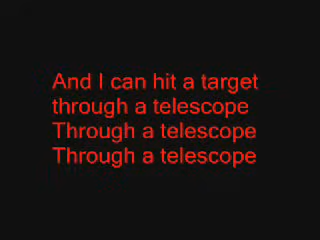 And I can hit a target
through a telescope
Through a telescope
Through a telescope